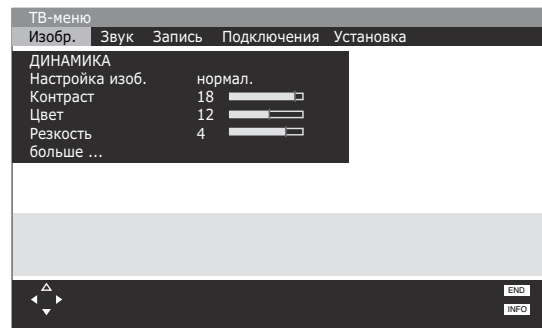 ТВ-меню
Изобр. Звук Запись Подключения Установка
ДИНАМИКА
Настройка изоб. нормал.
Контраст 18
Цвет 12
Резкость 4
больше ...
END
INFO